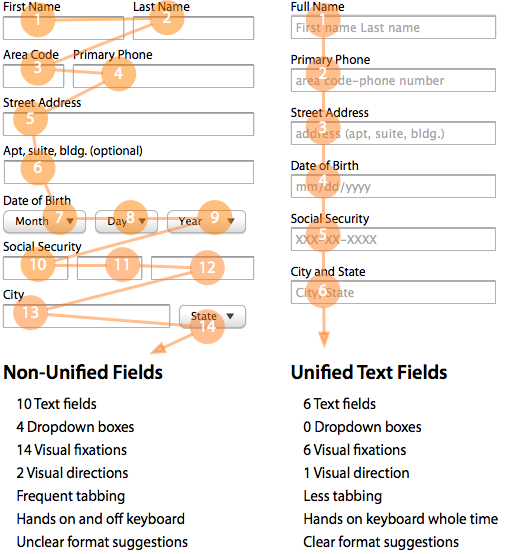 First Name Last Name
1 2
Area Code Primary Phone
3 4
Street Address
5
Apt, suite, bldg. (optional)
6
Date of Birth
Month 7 Day 8 Year 9
Social Security
10 11 12
City
13 State
14
Non-Unified Fields
10 Text fields
4 Dropdown boxes
14 Visual fixations
2 Visual directions
Frequent tabbing
Hands on and off keyboard
Unclear format suggestions
Full Name
1
First name Last name
Primary Phone
2
area code-phone number
Street Address
3
address (apt, suite, bldg.)
Date of Birth
4
mm/dd/yyyy
Social Security
5
XXX-XX-XXXX
City and State
6
City, State
Unified Text Fields
6 Text fields
0 Dropdown boxes
6 Visual fixations
1 Visual direction
Less tabbing
Hands on keyboard whole time
Clear format suggestions